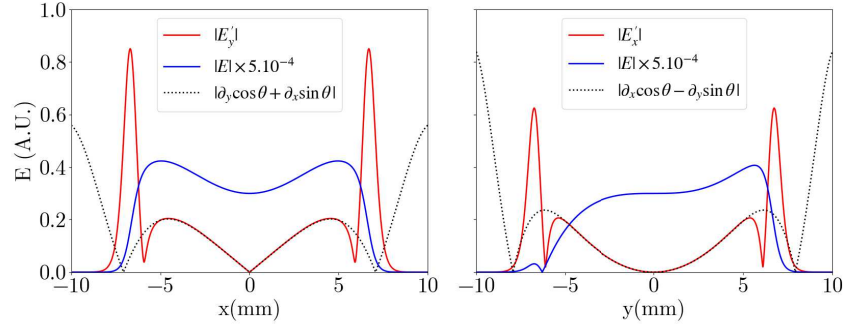 |E′y|
|E|×5.10⁻⁴
|∂y cos θ + ∂x sin θ|
E (A.U.)
1.0
0.8
0.6
0.4
0.2
0.0
−10
−5
0
5
10
x(mm)
|E′x|
|E|×5.10⁻⁴
|∂x cos θ − ∂y sin θ|
−10
−5
0
5
10
y(mm)